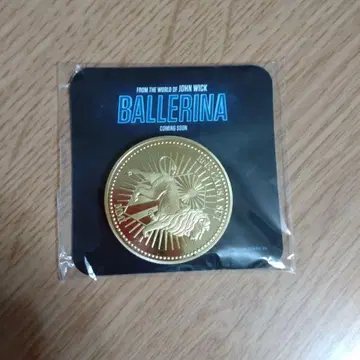 FROM THE WORLD OF JOHN WICK
BALLERINA
COMING SOON